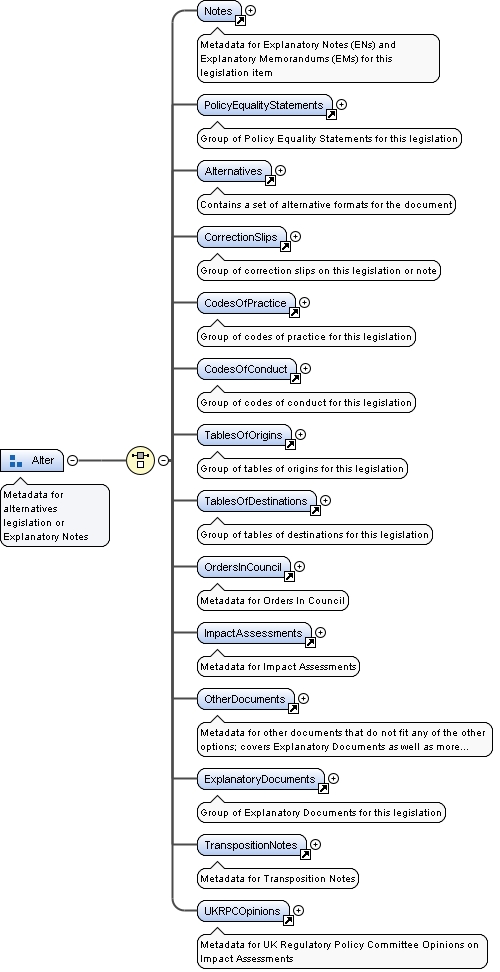 Notes
Metadata for Explanatory Notes (ENs) and
Explanatory Memorandums (EMs) for this
legislation item
PolicyEqualityStatements
Group of Policy Equality Statements for this legislation
Alternatives
Contains a set of alternative formats for the document
CorrectionSlips
Group of correction slips on this legislation or note
CodesOfPractice
Group of codes of practice for this legislation
CodesOfConduct
Group of codes of conduct for this legislation
TablesOfOrigins
Group of tables of origins for this legislation
Alter
Metadata for
alternatives
legislation or
Explanatory Notes
TablesOfDestinations
Group of tables of destinations for this legislation
OrdersInCouncil
Metadata for Orders In Council
ImpactAssessments
Metadata for Impact Assessments
OtherDocuments
Metadata for other documents that do not fit any of the other
options; covers Explanatory Documents as well as more...
ExplanatoryDocuments
Group of Explanatory Documents for this legislation
TranspositionNotes
Metadata for Transposition Notes
UKRPCOpinions
Metadata for UK Regulatory Policy Committee Opinions on
Impact Assessments